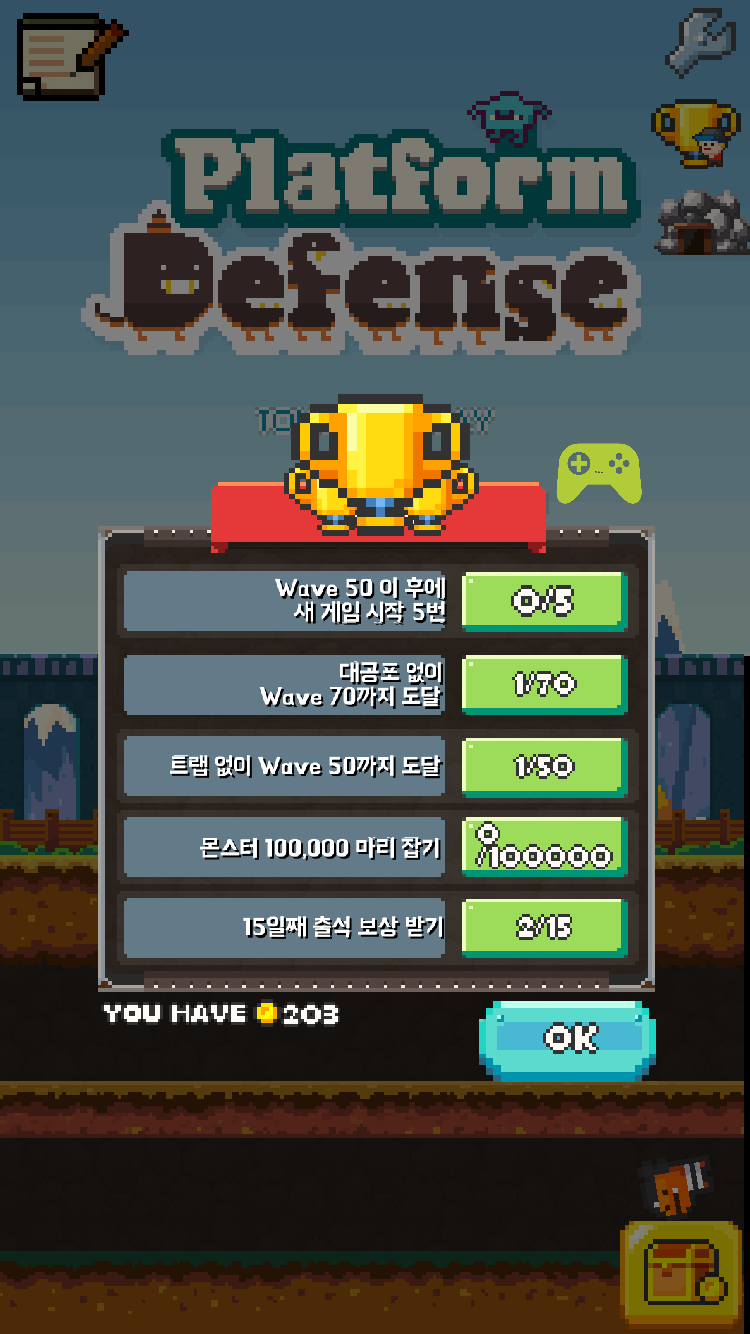 Platform
Defense
Wave 50 이 후에
새 게임 시작 5번
0/5
대공포 없이
Wave 70까지 도달
1/70
트랩 없이 Wave 50까지 도달
1/50
몬스터 100,000 마리 잡기
0
/100000
15일째 출석 보상 받기
2/15
YOU HAVE 203
OK